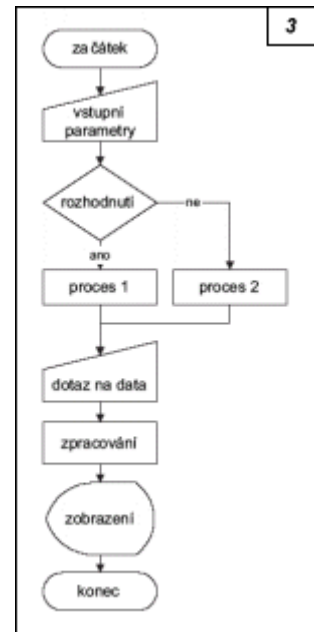 3
za čátek
vstupní
parametry
rozhodnutí
ne
ano
proces 1
proces 2
dotaz na data
zpracování
zobrazení
konec